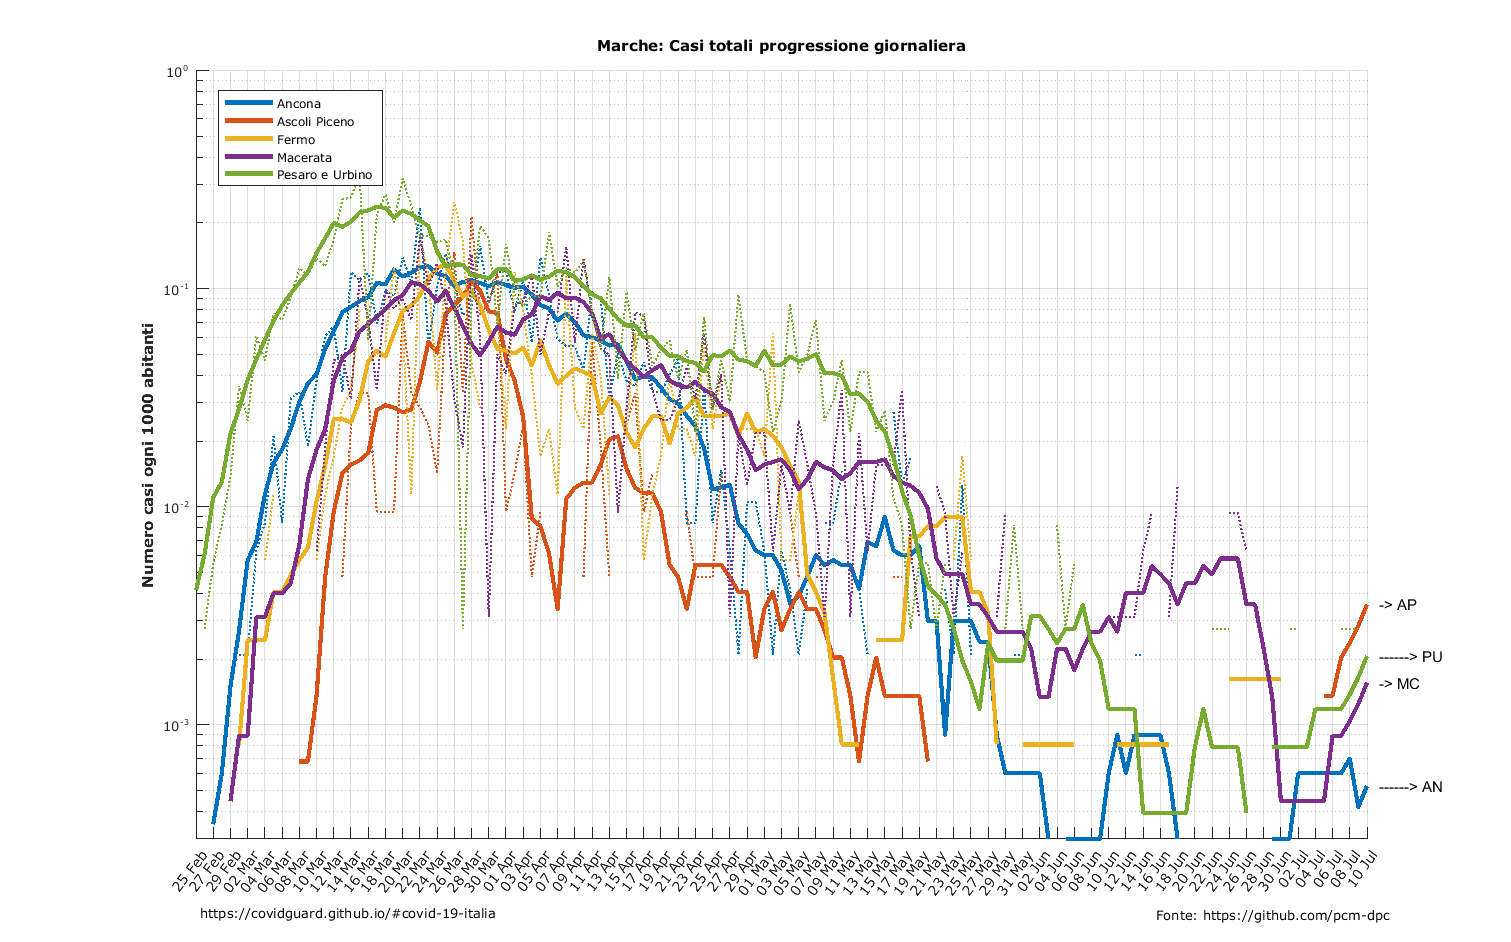 Marche: Casi totali progressione giornaliera
10⁰
Ancona
Ascoli Piceno
Fermo
Macerata
Pesaro e Urbino
10⁻¹
10⁻²
10⁻³
Numero casi ogni 1000 abitanti
-> AP
------> PU
-> MC
------> AN
25 Feb
27 Feb
29 Feb
02 Mar
04 Mar
06 Mar
08 Mar
10 Mar
12 Mar
14 Mar
16 Mar
18 Mar
20 Mar
22 Mar
24 Mar
26 Mar
28 Mar
30 Mar
01 Apr
03 Apr
05 Apr
07 Apr
09 Apr
11 Apr
13 Apr
15 Apr
17 Apr
19 Apr
21 Apr
23 Apr
25 Apr
27 Apr
29 Apr
01 May
03 May
05 May
07 May
09 May
11 May
13 May
15 May
17 May
19 May
21 May
23 May
25 May
27 May
29 May
31 May
02 Jun
04 Jun
06 Jun
08 Jun
10 Jun
12 Jun
14 Jun
16 Jun
18 Jun
20 Jun
22 Jun
24 Jun
26 Jun
28 Jun
30 Jun
02 Jul
04 Jul
06 Jul
08 Jul
10 Jul
https://covidguard.github.io/#covid-19-italia
Fonte: https://github.com/pcm-dpc